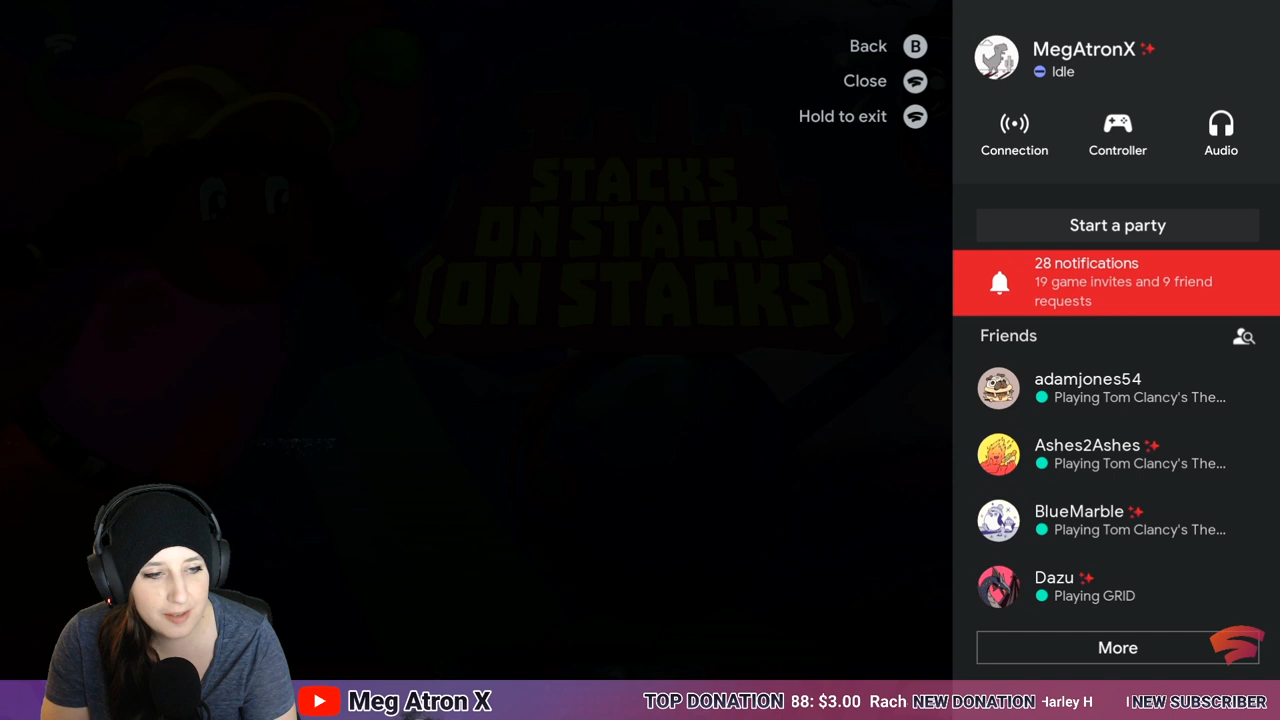 Back B
Close
Hold to exit
STACKS
ON STACKS
(ON STACKS)
MegAtronX
Idle
Connection Controller Audio
Start a party
28 notifications
19 game invites and 9 friend
requests
Friends
adamjones54
Playing Tom Clancy's The...
Ashes2Ashes
Playing Tom Clancy's The...
BlueMarble
Playing Tom Clancy's The...
Dazu
Playing GRID
More
Meg Atron X TOP DONATION 88: $3.00 Rach NEW DONATION Harley H NEW SUBSCRIBER